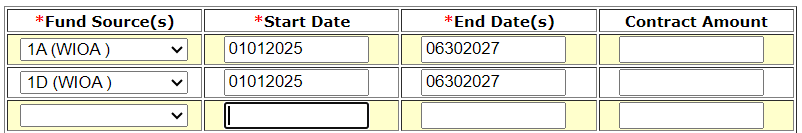 *Fund Source(s) *Start Date *End Date(s) Contract Amount
1A (WIOA ) 01012025 06302027
1D (WIOA ) 01012025 06302027